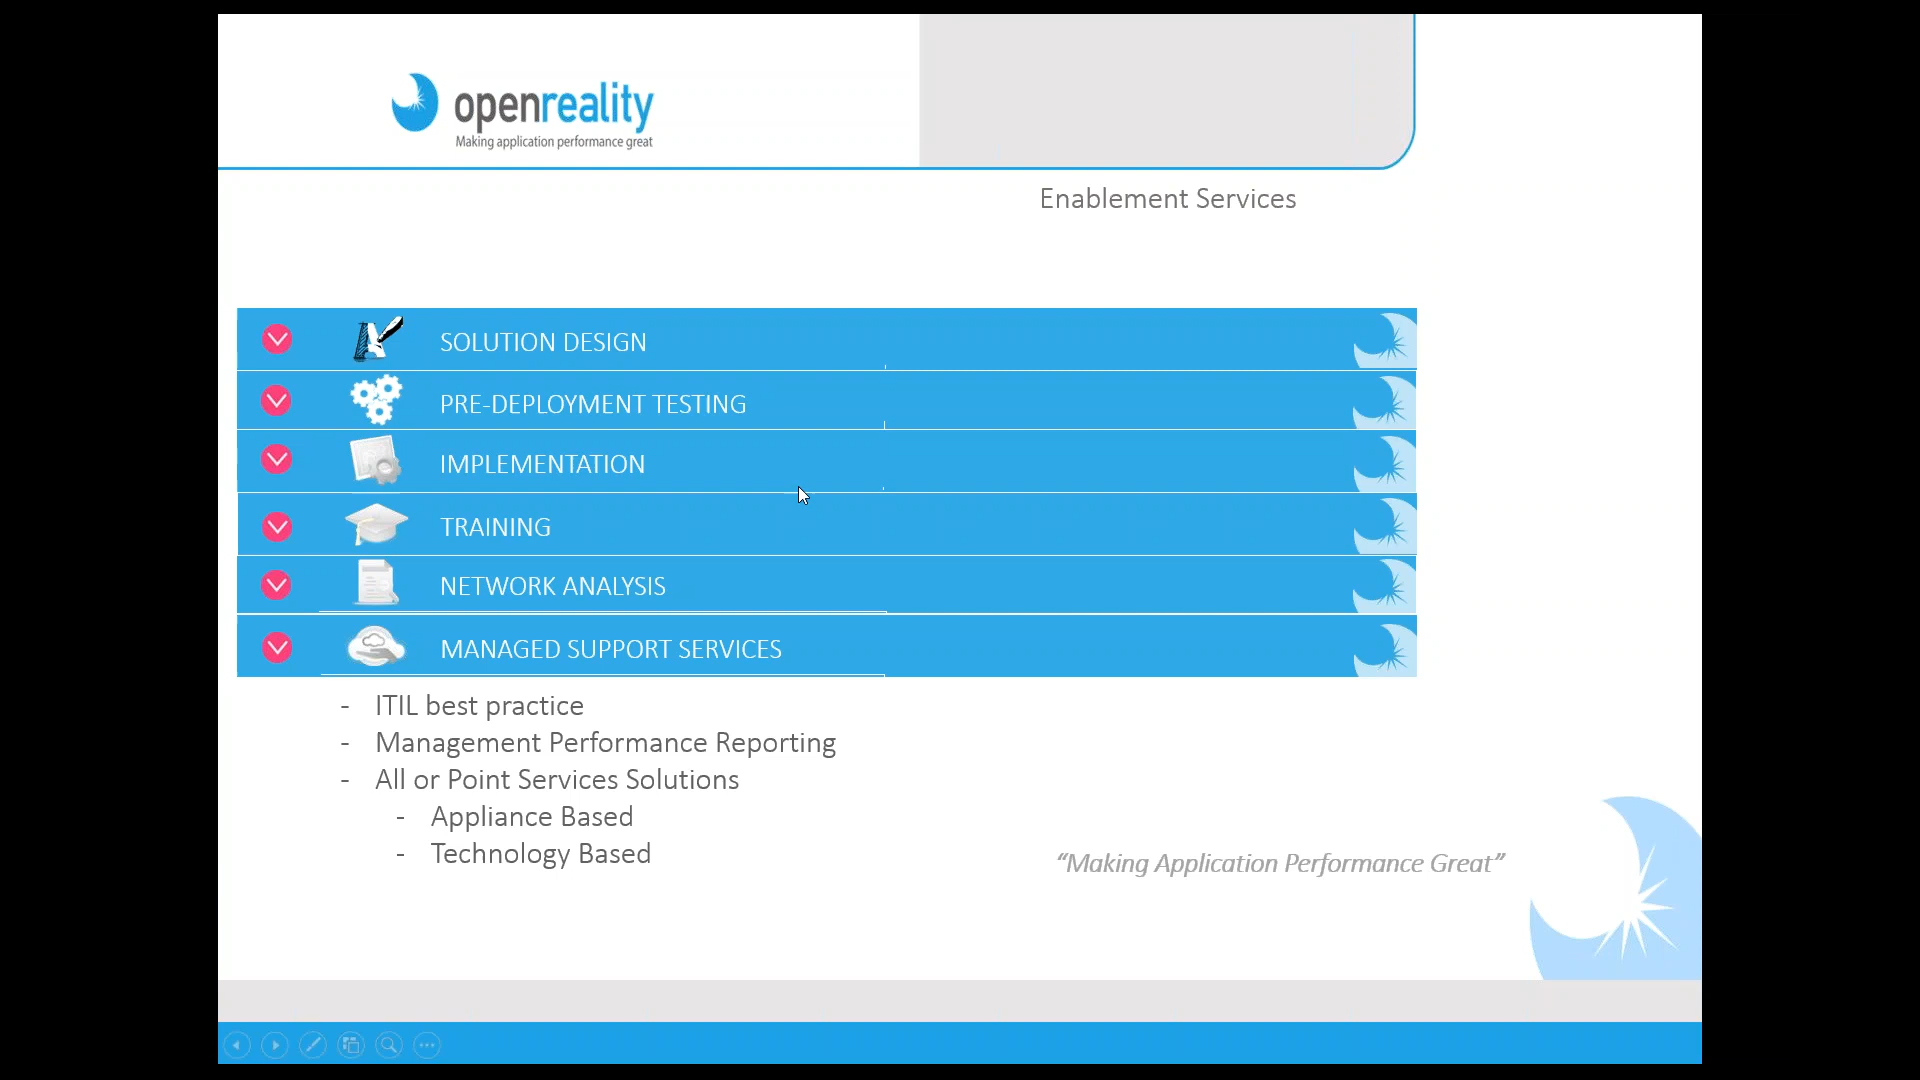 openreality
Making application performance great
Enablement Services
SOLUTION DESIGN
PRE-DEPLOYMENT TESTING
IMPLEMENTATION
TRAINING
NETWORK ANALYSIS
MANAGED SUPPORT SERVICES
- ITIL best practice
- Management Performance Reporting
- All or Point Services Solutions
- Appliance Based
- Technology Based
“Making Application Performance Great”